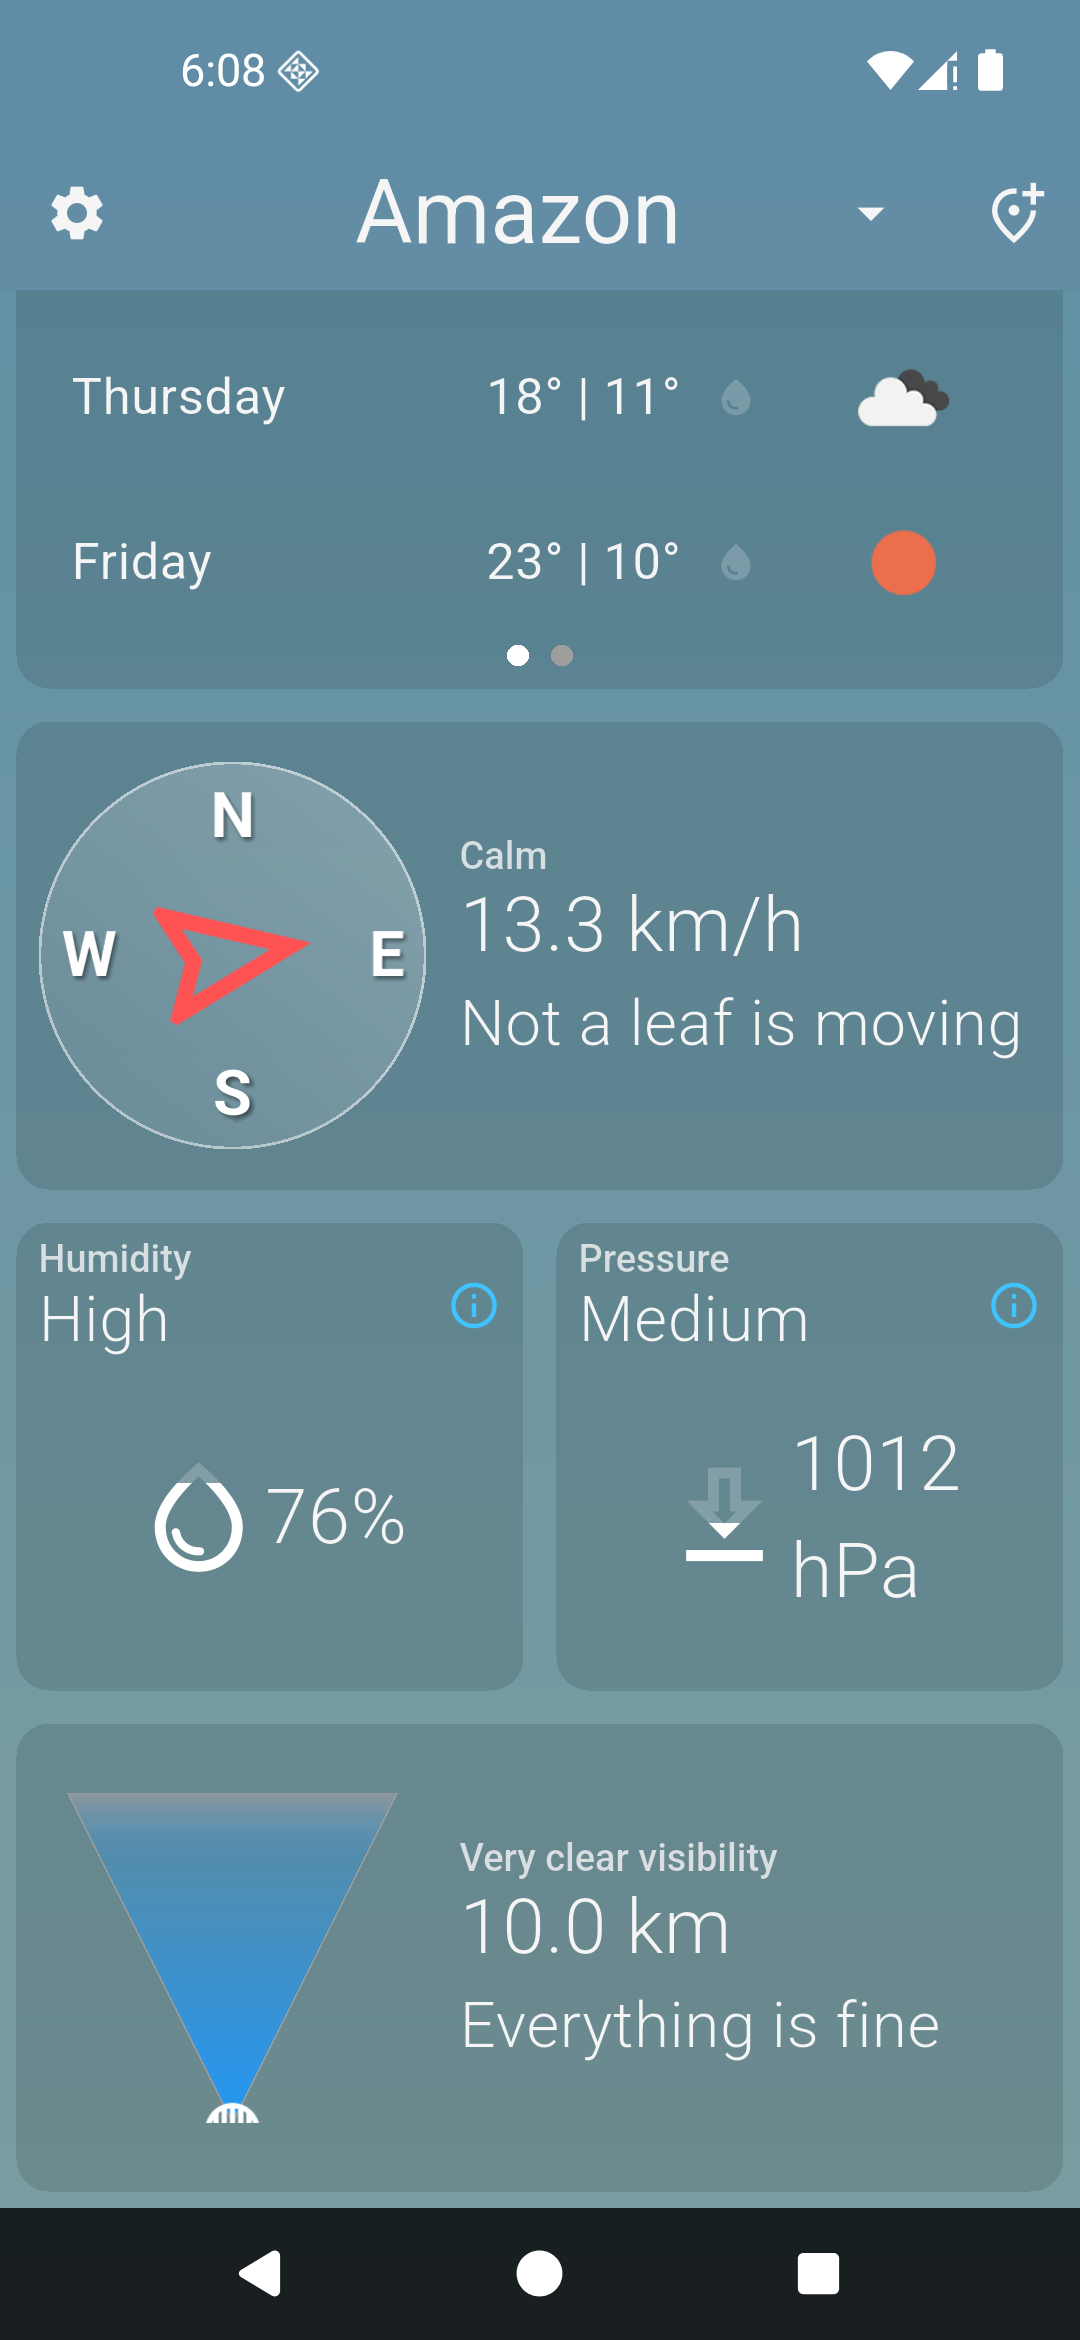 6:08
Amazon
Thursday 18° | 11°
Friday 23° | 10°
N
W E
S
Calm
13.3 km/h
Not a leaf is moving
Humidity
High
76%
Pressure
Medium
1012
hPa
Very clear visibility
10.0 km
Everything is fine